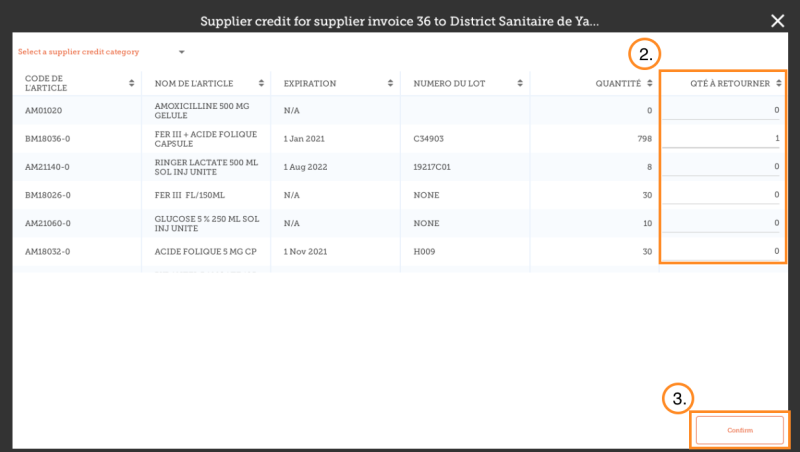 Supplier credit for supplier invoice 36 to District Sanitaire de Ya...
Select a supplier credit category
2.
CODE DE
L'ARTICLE
NOM DE L'ARTICLE
EXPIRATION
NUMERO DU LOT
QUANTITÉ
QTÉ À RETOURNER
AM01020
AMOXICILLINE 500 MG
GELULE
N/A
0
0
BM18036-0
FER III + ACIDE FOLIQUE
CAPSULE
1 Jan 2021
C34903
798
1
AM21140-0
RINGER LACTATE 500 ML
SOL INJ UNITE
1 Aug 2022
19217C01
8
0
BM18026-0
FER III FL/150ML
N/A
NONE
30
0
AM21060-0
GLUCOSE 5 % 250 ML SOL
INJ UNITE
N/A
NONE
10
0
AM18032-0
ACIDE FOLIQUE 5 MG CP
1 Nov 2021
H009
30
0
3.
Confirm